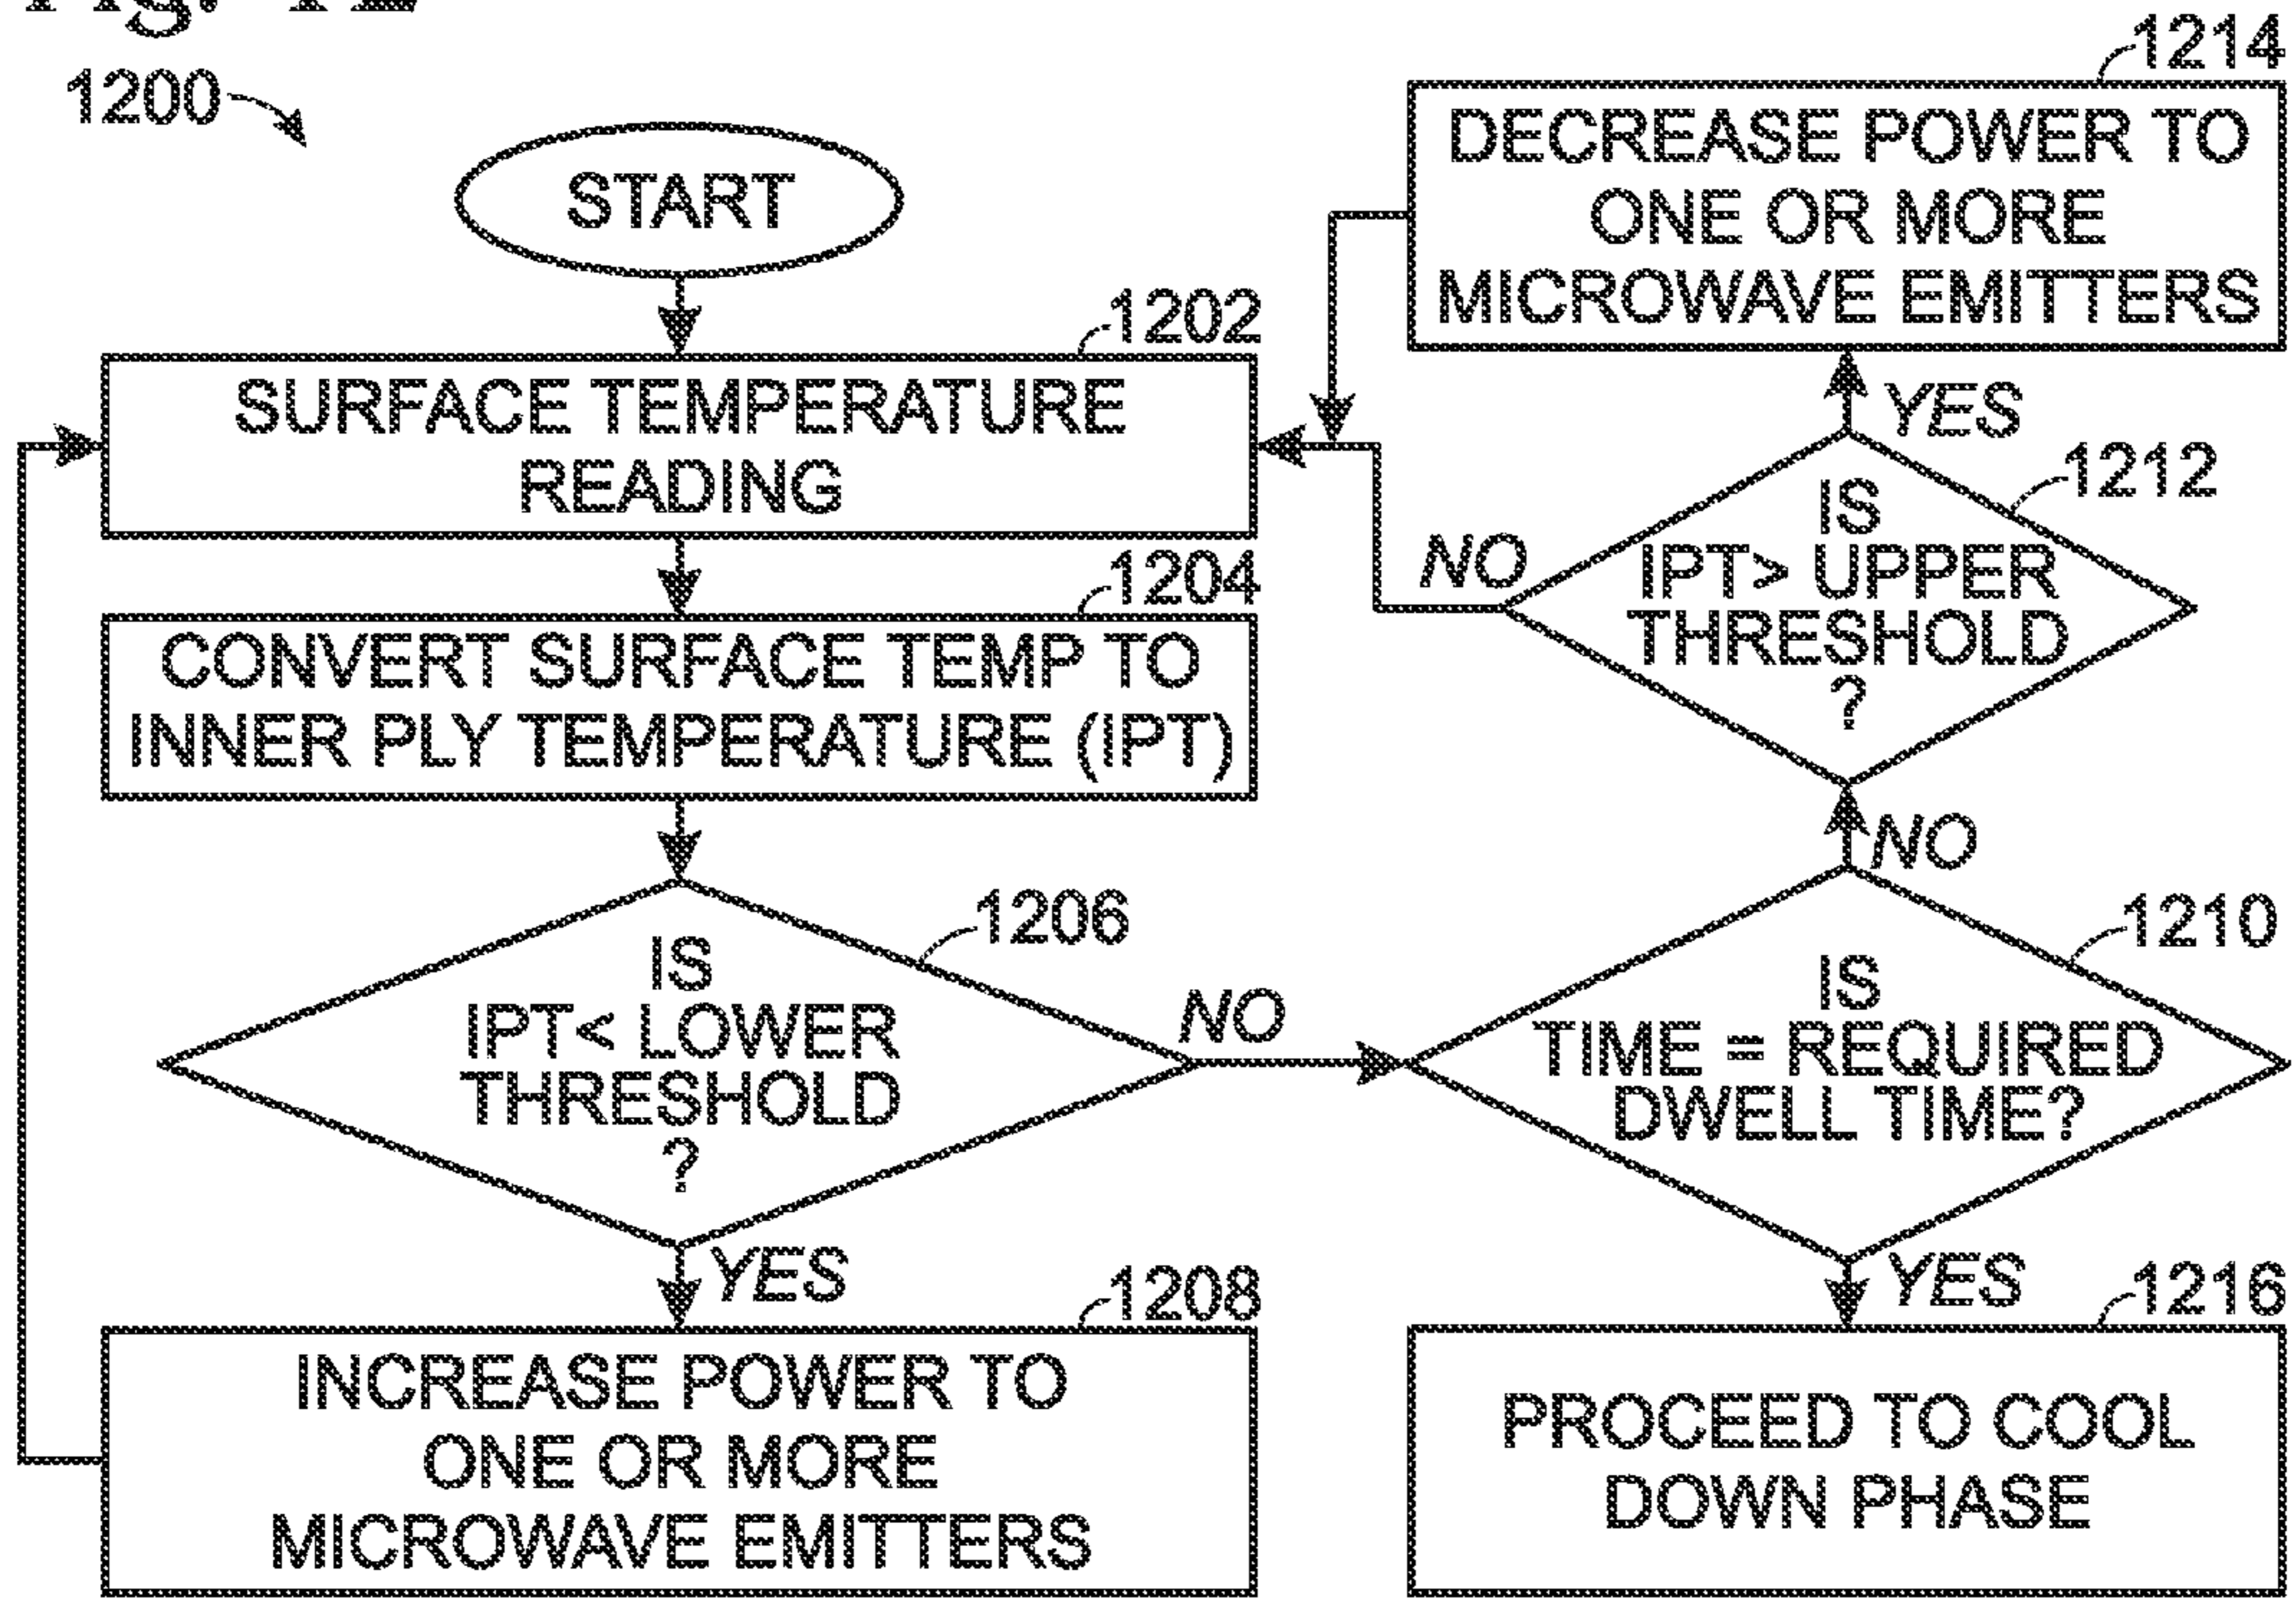 1200
START
1202
SURFACE TEMPERATURE
READING
1204
CONVERT SURFACE TEMP TO
INNER PLY TEMPERATURE (IPT)
1206
IS
IPT< LOWER
THRESHOLD
?
NO
YES
1208
INCREASE POWER TO
ONE OR MORE
MICROWAVE EMITTERS
1210
IS
TIME = REQUIRED
DWELL TIME?
NO
YES
1212
IS
IPT> UPPER
THRESHOLD
?
NO
YES
1214
DECREASE POWER TO
ONE OR MORE
MICROWAVE EMITTERS
1216
PROCEED TO COOL
DOWN PHASE